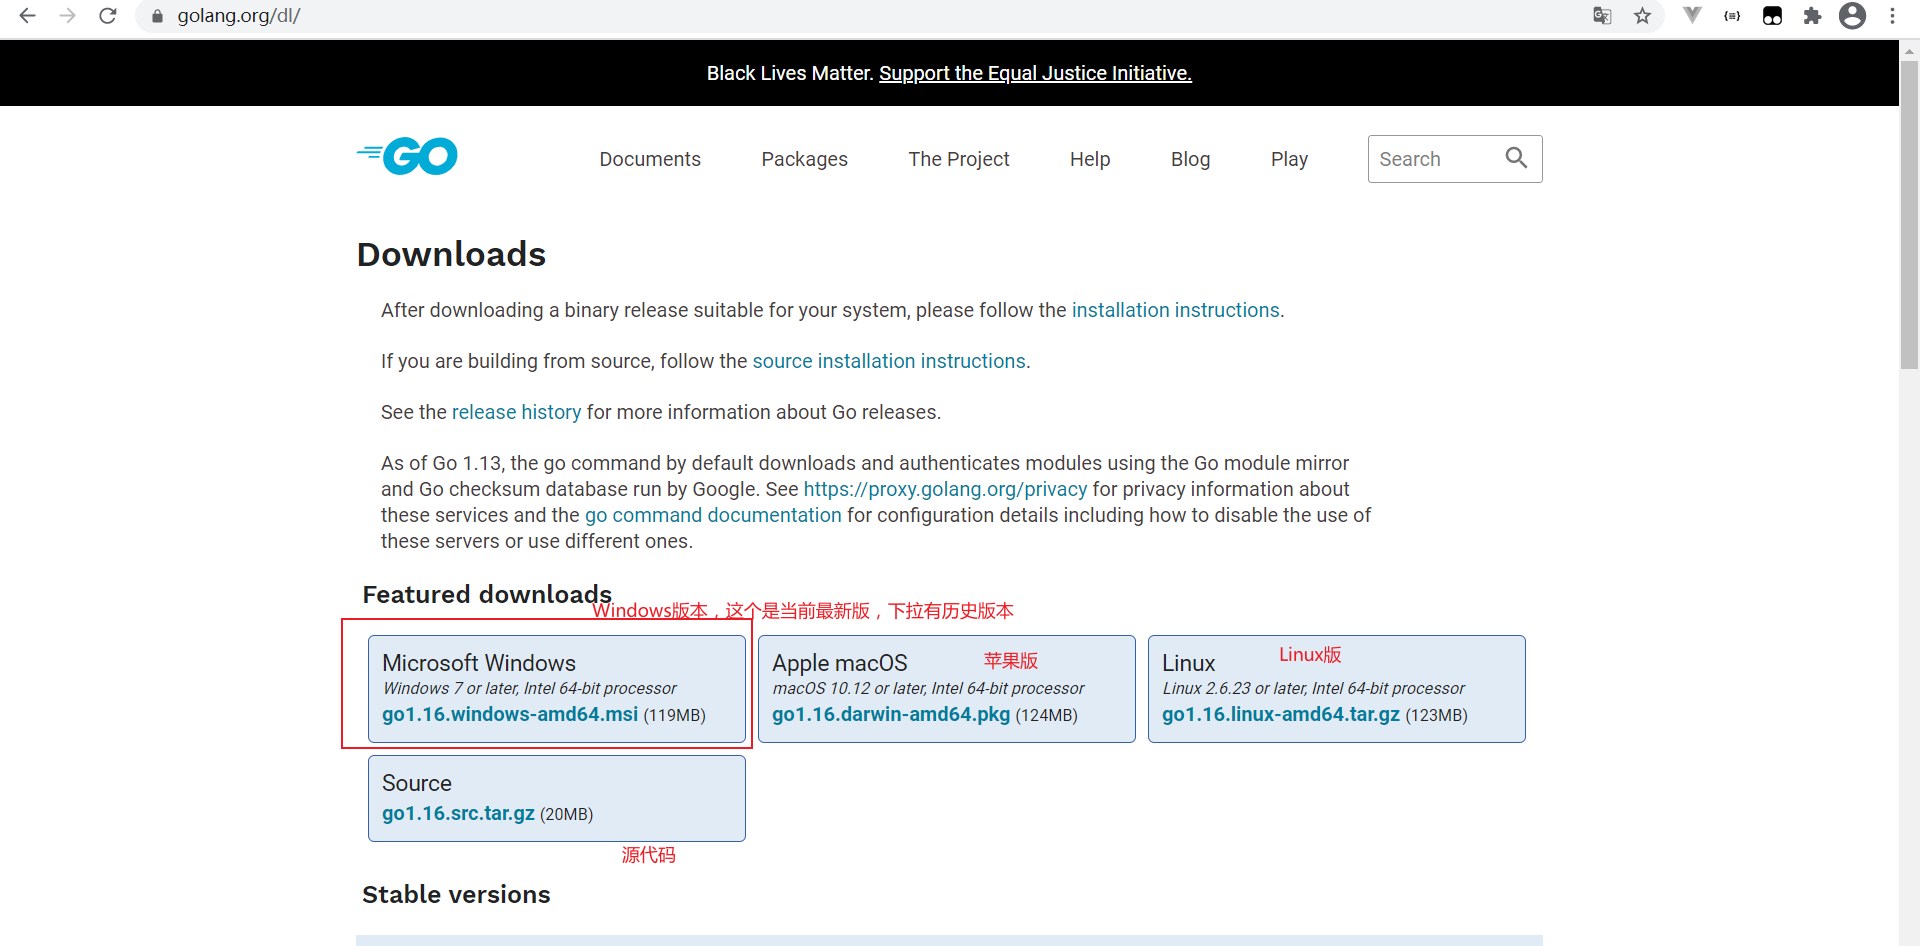 golang.org/dl/
Black Lives Matter. Support the Equal Justice Initiative.
GO
Documents Packages The Project Help Blog Play Search
Downloads
After downloading a binary release suitable for your system, please follow the installation instructions.
If you are building from source, follow the source installation instructions.
See the release history for more information about Go releases.
As of Go 1.13, the go command by default downloads and authenticates modules using the Go module mirror
and Go checksum database run by Google. See https://proxy.golang.org/privacy for privacy information about
these services and the go command documentation for configuration details including how to disable the use of
these servers or use different ones.
Featured downloads
Windows版本，这个是当前最新版，下拉有历史版本
Microsoft Windows
Windows 7 or later, Intel 64-bit processor
go1.16.windows-amd64.msi (119MB)
Apple macOS 苹果版
macOS 10.12 or later, Intel 64-bit processor
go1.16.darwin-amd64.pkg (124MB)
Linux Linux版
Linux 2.6.23 or later, Intel 64-bit processor
go1.16.linux-amd64.tar.gz (123MB)
Source
go1.16.src.tar.gz (20MB)
源代码
Stable versions